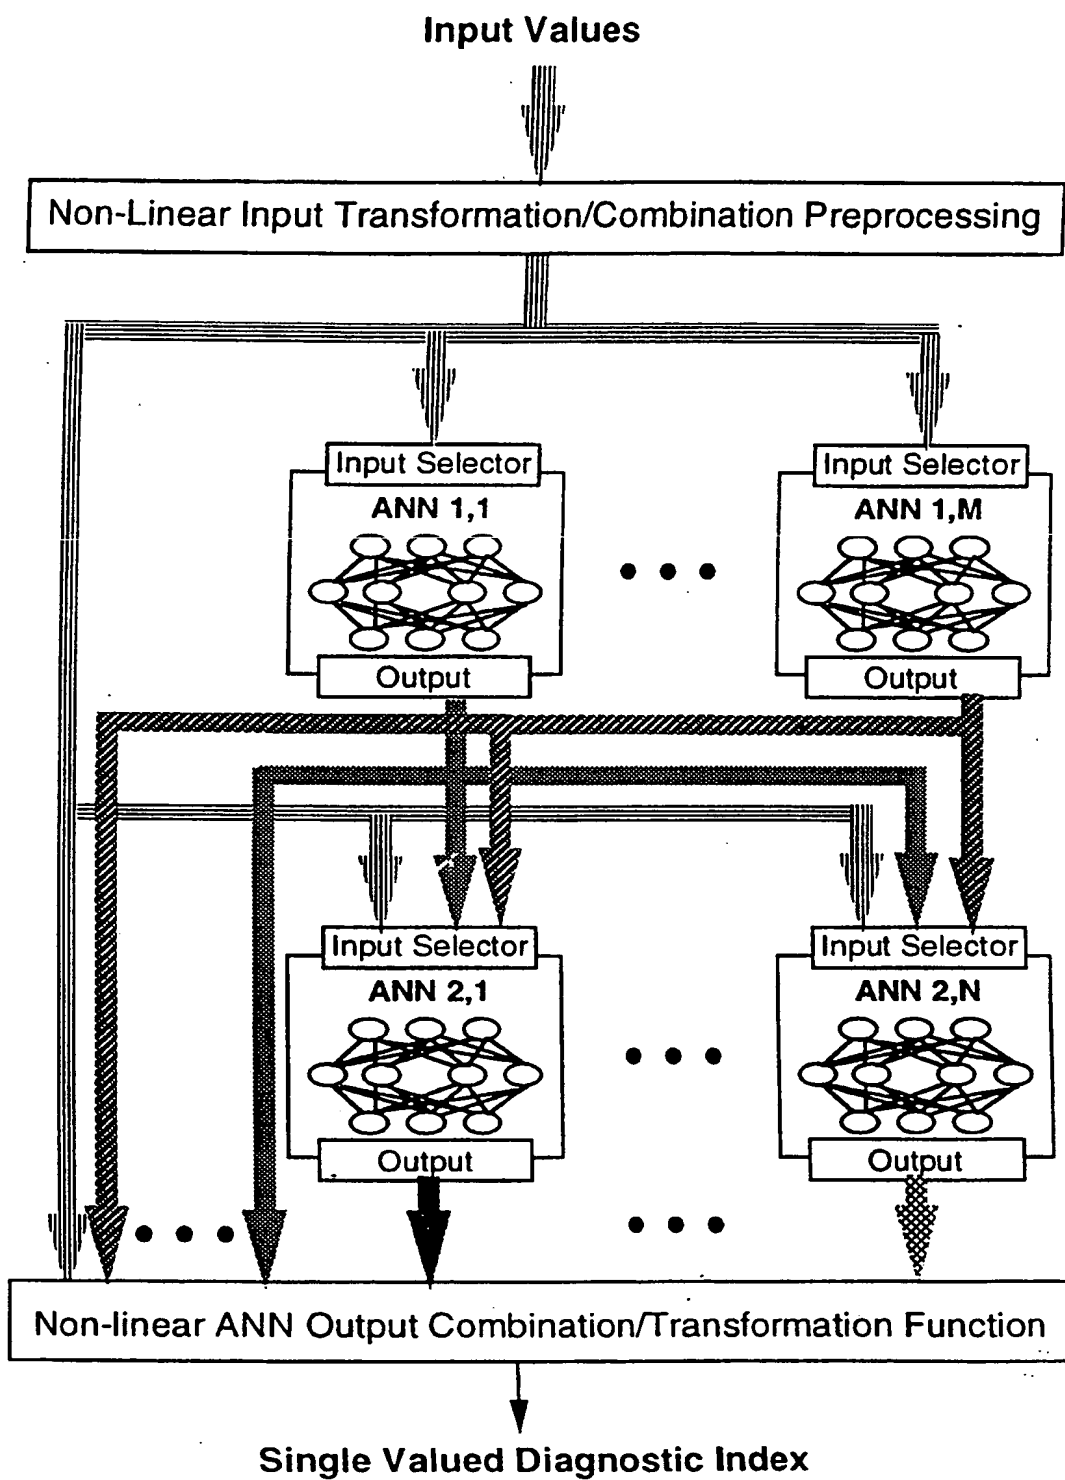 Input Values
Non-Linear Input Transformation/Combination Preprocessing
Input Selector
Input Selector
ANN 1,1
ANN 1,M
Output
Output
Input Selector
Input Selector
ANN 2,1
ANN 2,N
Output
Output
Non-linear ANN Output Combination/Transformation Function
Single Valued Diagnostic Index